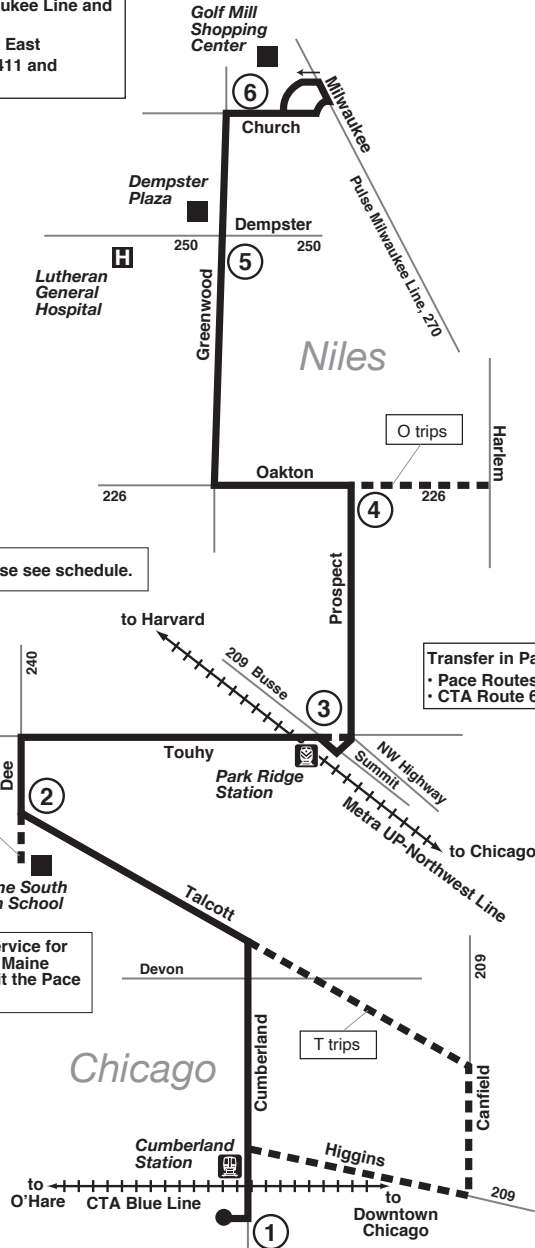 aukee Line and
East
411 and
Golf Mill
Shopping
Center
6
Church
Milwaukee
Pulse Milwaukee Line, 270
Dempster
Plaza
Dempster
250
250
5
H
Lutheran
General
Hospital
Greenwood
Niles
O trips
Harlem
Oakton
226
226
4
se see schedule.
Prospect
to Harvard
240
209 Busse
Transfer in Pa
· Pace Routes
· CTA Route 6
3
Touhy
Park Ridge
Station
Summit
NW Highway
Dee
2
Metra UP-Northwest Line
to Chicago
ne South
h School
Talcott
ervice for
Maine
it the Pace
Devon
209
T trips
Chicago
Cumberland
Canfield
Cumberland
Station
Higgins
to
O'Hare
CTA Blue Line
to
Downtown
Chicago
209
1